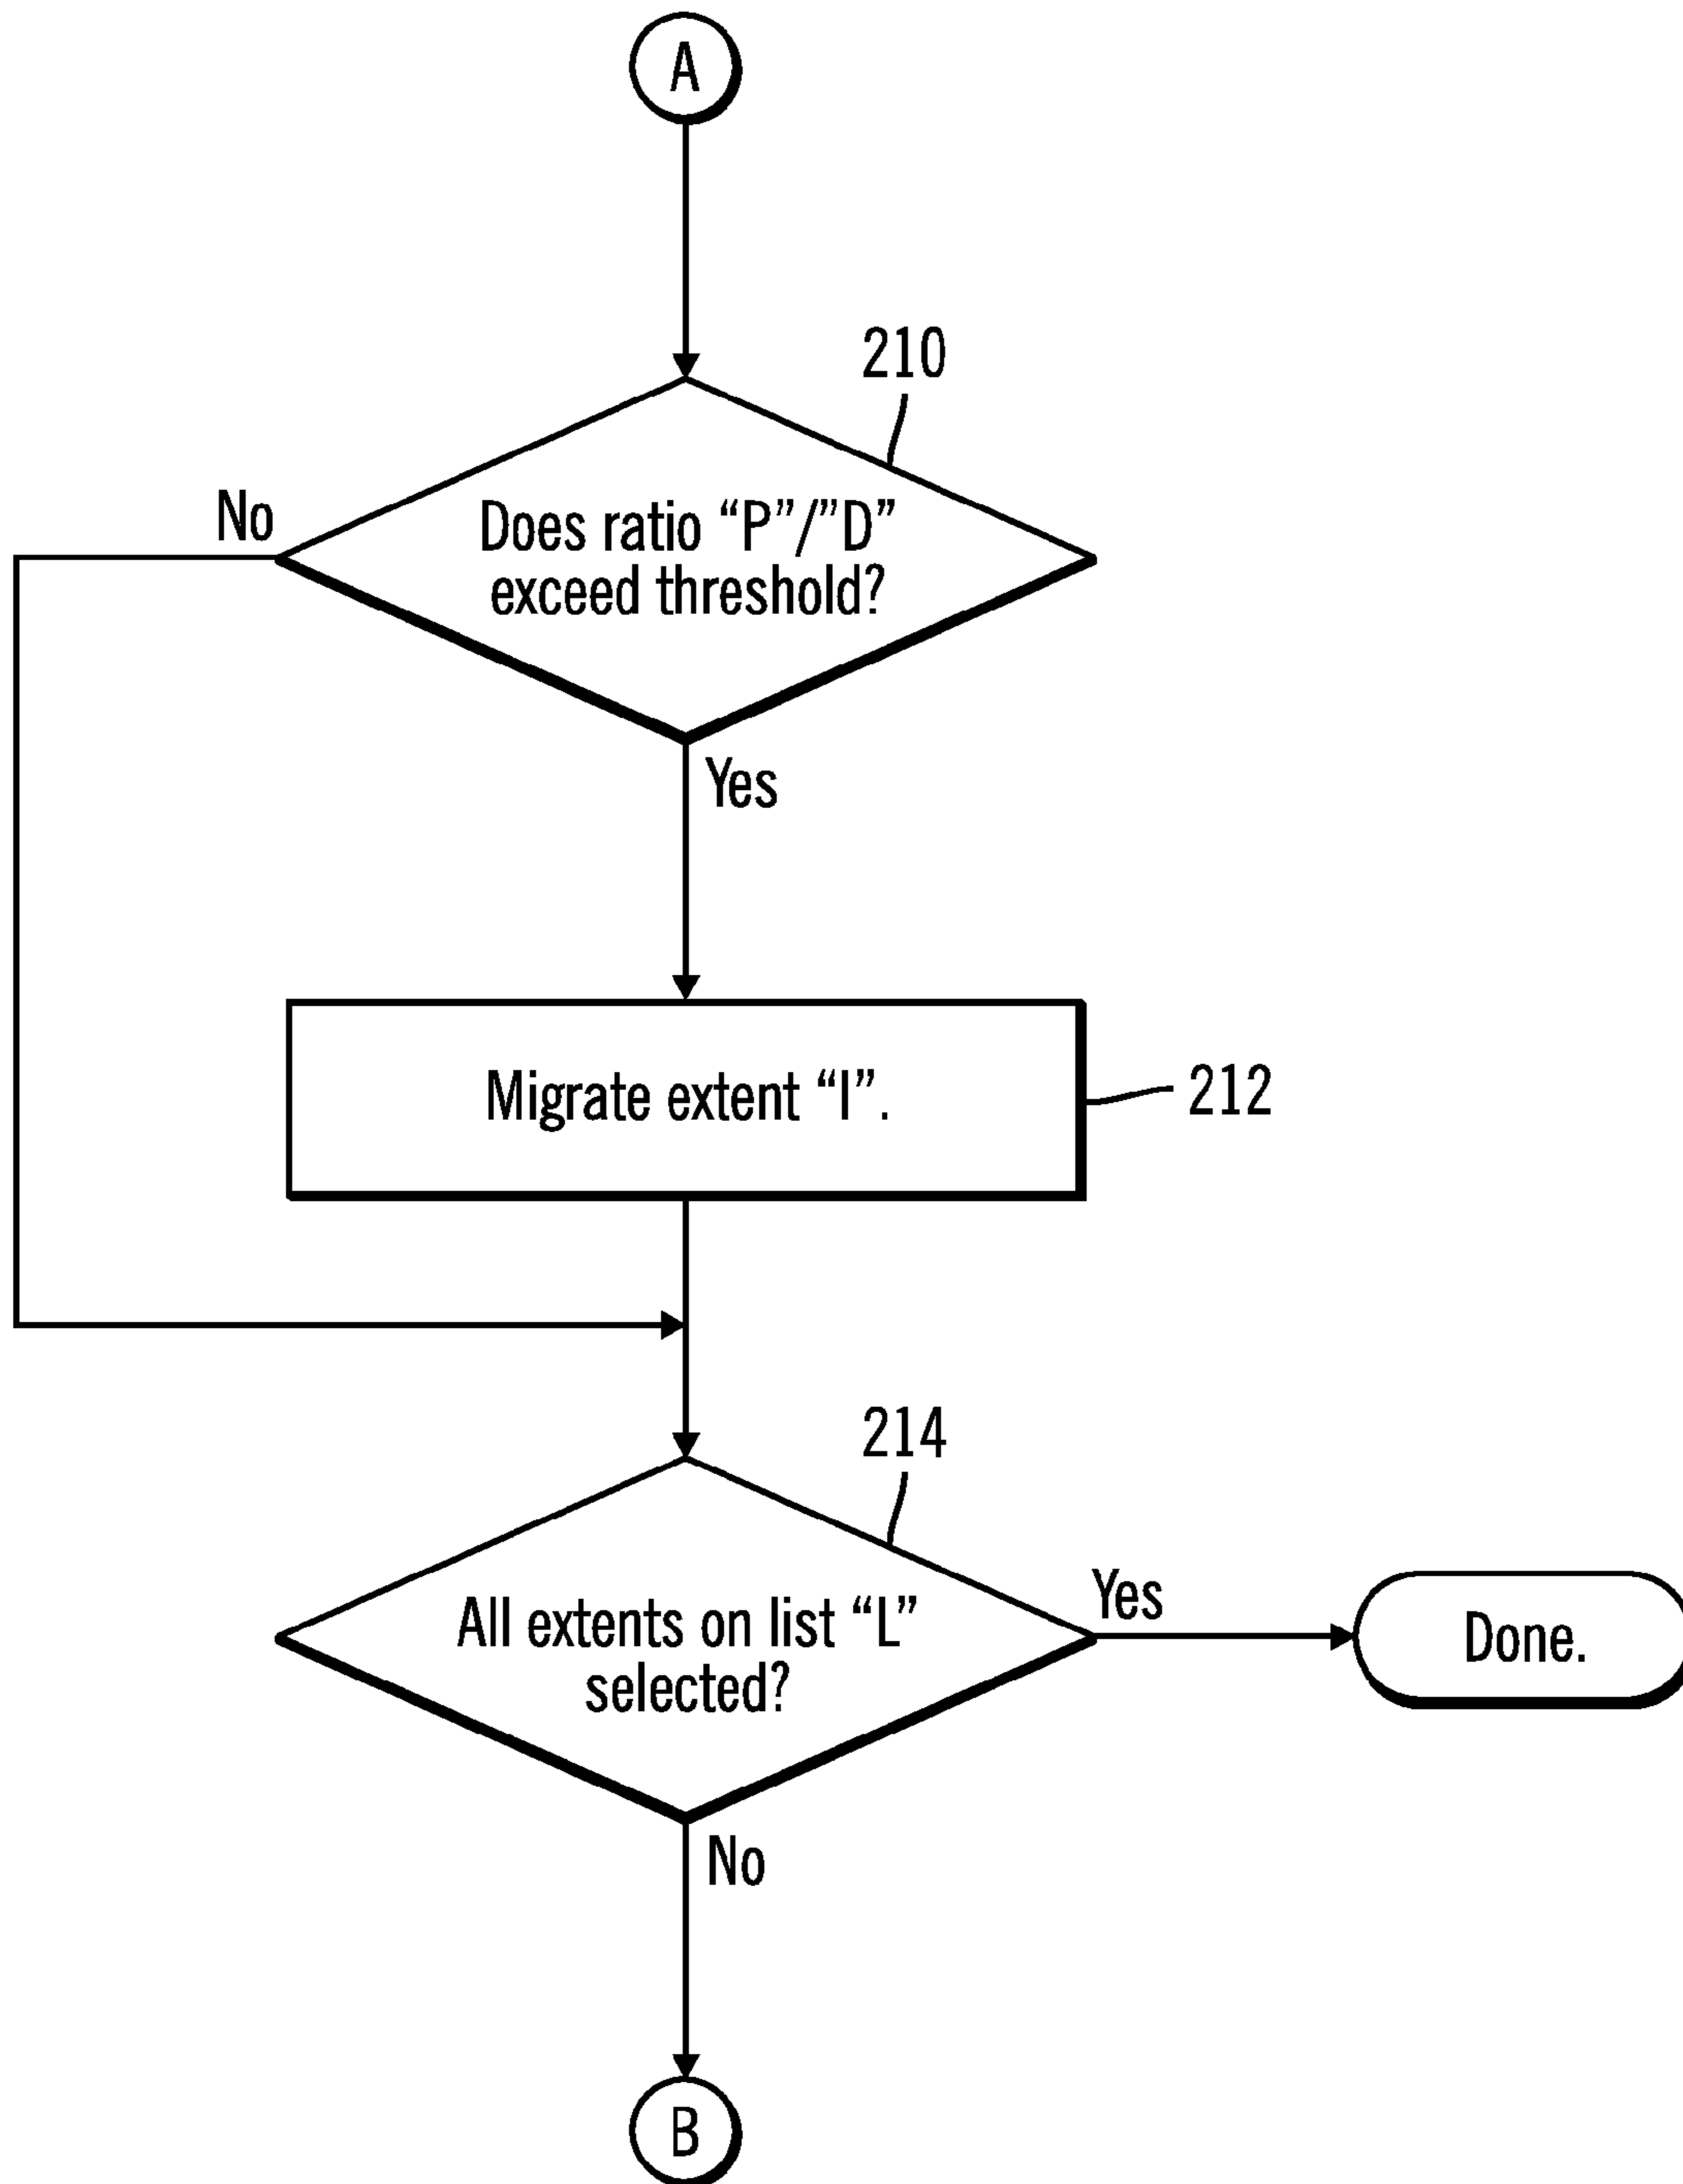 A
210
No
Does ratio “P”/”D”
exceed threshold?
Yes
Migrate extent “I”.
212
214
All extents on list “L”
selected?
Yes
Done.
No
B